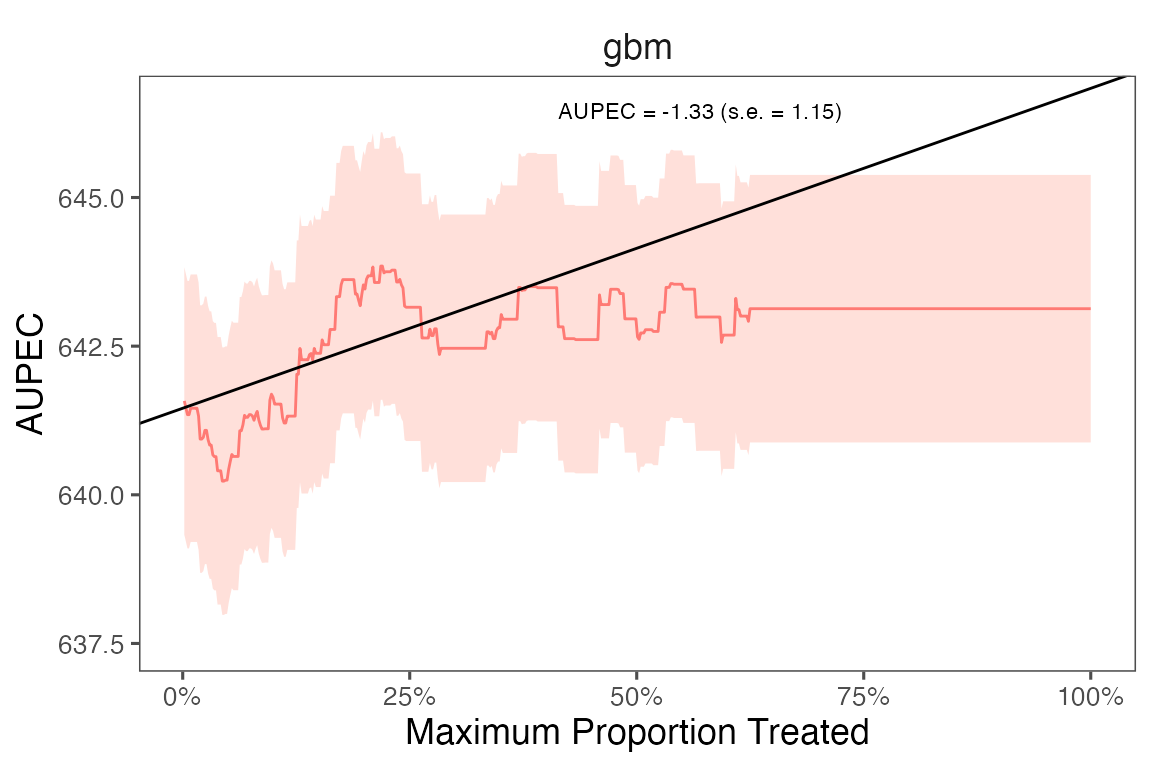 gbm
AUPEC = -1.33 (s.e. = 1.15)
645.0
642.5
640.0
637.5
AUPEC
0% 25% 50% 75% 100%
Maximum Proportion Treated